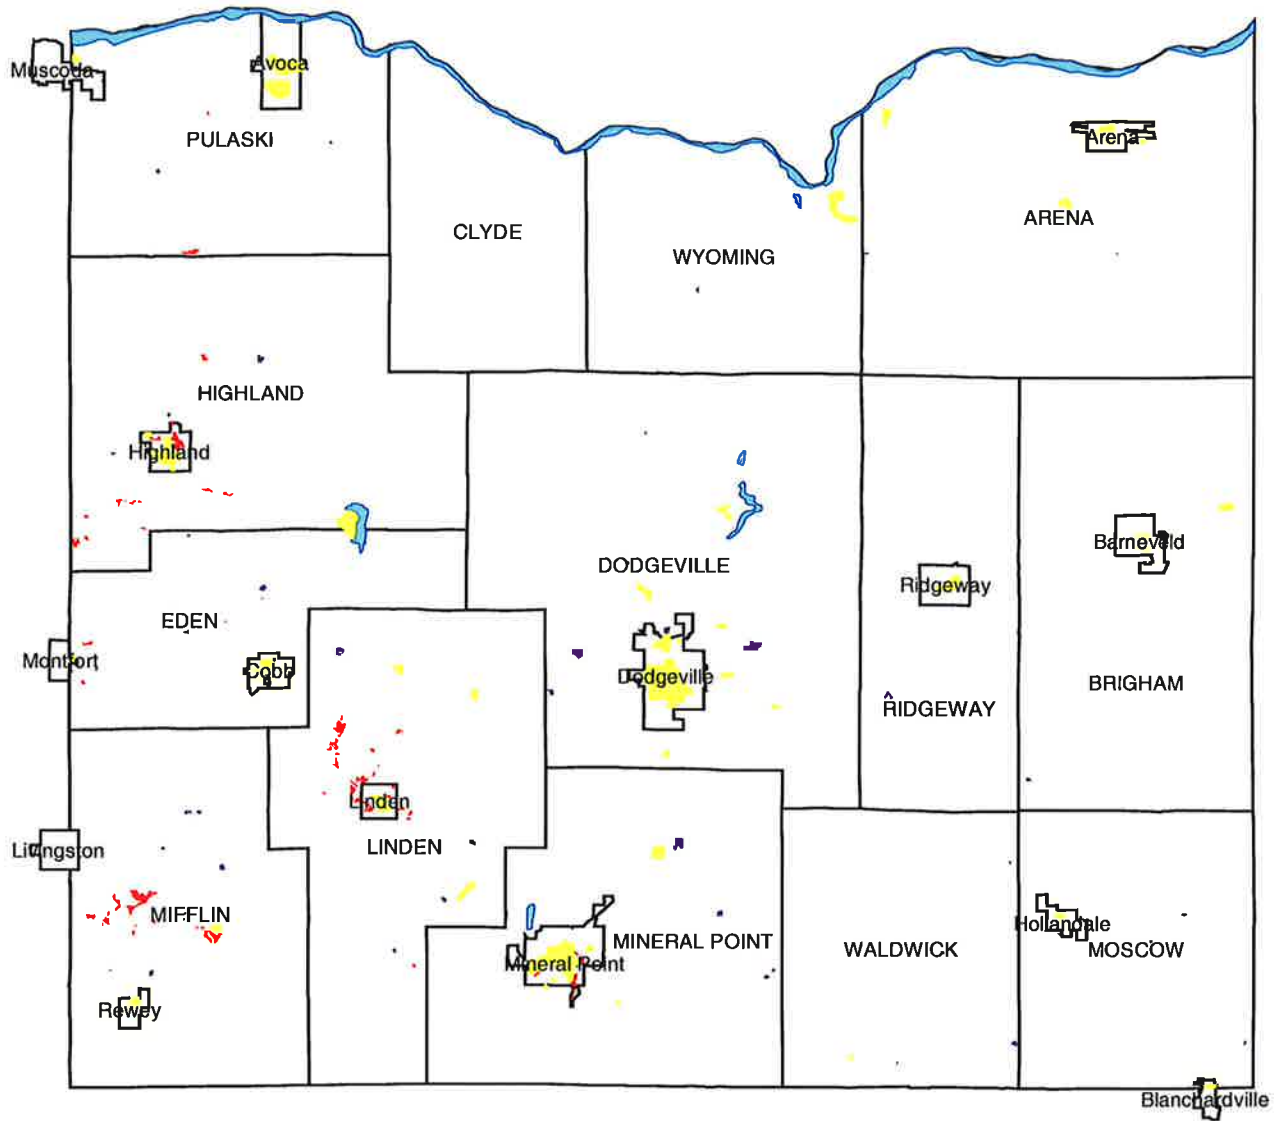 Avoca
Muscoda
PULASKI
Arena
ARENA
CLYDE
WYOMING
HIGHLAND
Highland
Barneveld
DODGEVILLE
Ridgeway
EDEN
Montfort
Cobb
Dodgeville
BRIGHAM
RIDGEWAY
Linden
LINDEN
Livingston
MIFFLIN
Hollandale
MINERAL POINT
WALDWICK
MOSCOW
Mineral Point
Rewey
Blanchardville